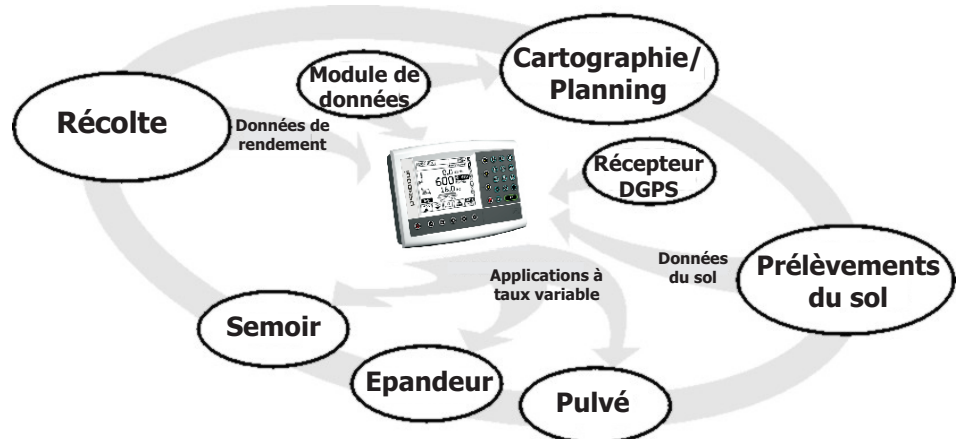 Cartographie/
Planning
Module de
données
Récolte
Données de
rendement
Récepteur
DGPS
600
Données
du sol
Prélèvements
du sol
Applications à
taux variable
Semoir
Epandeur
Pulvé